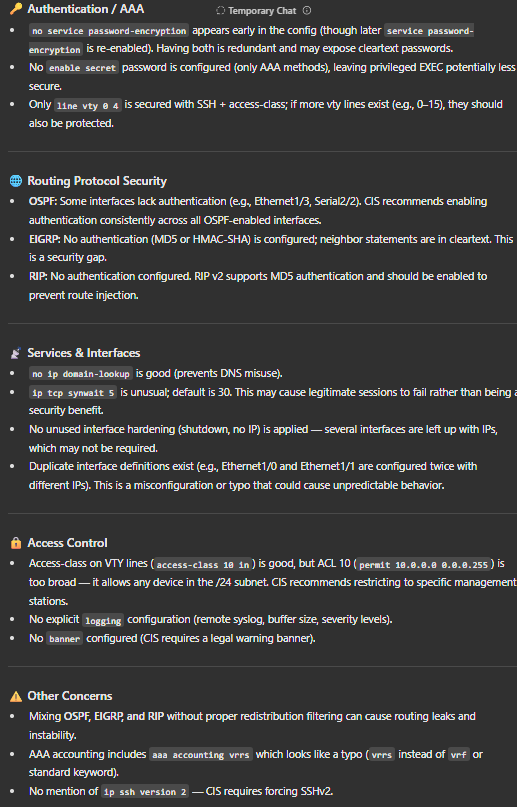 Authentication / AAA
Temporary Chat
no service password-encryption appears early in the config (though later service password-
encryption is re-enabled). Having both is redundant and may expose cleartext passwords.
No enable secret password is configured (only AAA methods), leaving privileged EXEC potentially less
secure.
Only line vty 0 4 is secured with SSH + access-class; if more vty lines exist (e.g., 0–15), they should
also be protected.
Routing Protocol Security
OSPF: Some interfaces lack authentication (e.g., Ethernet1/3, Serial2/2). CIS recommends enabling
authentication consistently across all OSPF-enabled interfaces.
EIGRP: No authentication (MD5 or HMAC-SHA) is configured; neighbor statements are in cleartext. This
is a security gap.
RIP: No authentication configured. RIP v2 supports MD5 authentication and should be enabled to
prevent route injection.
Services & Interfaces
no ip domain-lookup is good (prevents DNS misuse).
ip tcp synwait 5 is unusual; default is 30. This may cause legitimate sessions to fail rather than being a
security benefit.
No unused interface hardening (shutdown, no IP) is applied — several interfaces are left up with IPs,
which may not be required.
Duplicate interface definitions exist (e.g., Ethernet1/0 and Ethernet1/1 are configured twice with
different IPs). This is a misconfiguration or typo that could cause unpredictable behavior.
Access Control
Access-class on VTY lines (access-class 10 in) is good, but ACL 10 (permit 10.0.0.0 0.0.0.255) is
too broad — it allows any device in the /24 subnet. CIS recommends restricting to specific management
stations.
No explicit logging configuration (remote syslog, buffer size, severity levels).
No banner configured (CIS requires a legal warning banner).
Other Concerns
Mixing OSPF, EIGRP, and RIP without proper redistribution filtering can cause routing leaks and
instability.
AAA accounting includes aaa accounting vrrs which looks like a typo (vrrs instead of vrf or
standard keyword).
No mention of ip ssh version 2 — CIS requires forcing SSHv2.